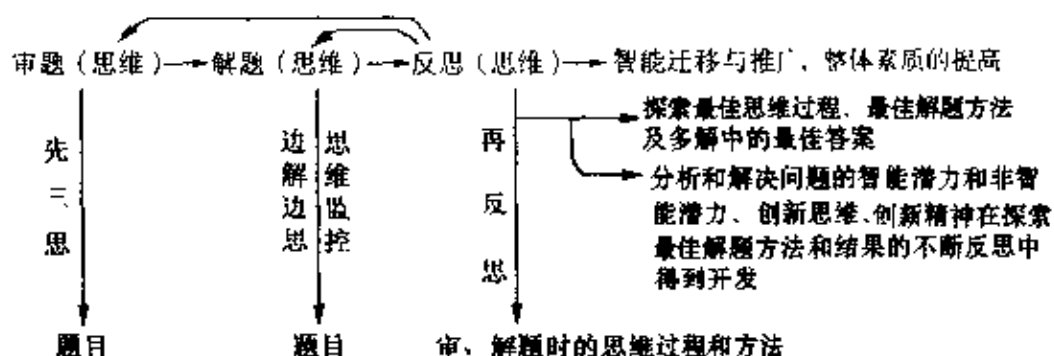 审题（思维）→解题（思维）→反思（思维）→智能迁移与推广、整体素质的提高
探索最佳思维过程、最佳解题方法
及多解中的最佳答案
分析和解决问题的智能潜力和非智
能潜力、创新思维、创新精神在探索
最佳解题方法和结果的不断反思中
得到开发
先三思
边解边思
思维监控
再反思
题目
题目
审、解题时的思维过程和方法